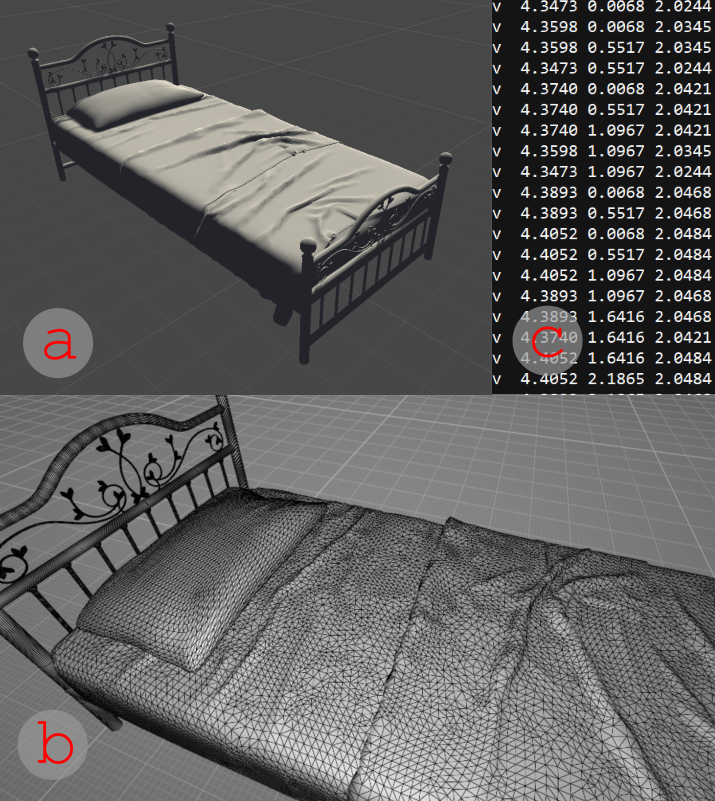 v 4.3473 0.0068 2.0244
v 4.3598 0.0068 2.0345
v 4.3598 0.5517 2.0345
v 4.3473 0.5517 2.0244
v 4.3740 0.0068 2.0421
v 4.3740 0.5517 2.0421
v 4.3740 1.0967 2.0421
v 4.3598 1.0967 2.0345
v 4.3473 1.0967 2.0244
v 4.3893 0.0068 2.0468
v 4.3893 0.5517 2.0468
v 4.4052 0.0068 2.0484
v 4.4052 0.5517 2.0484
v 4.4052 1.0967 2.0484
v 4.3893 1.0967 2.0468
v 4.3893 1.6416 2.0468
v 4.3740 1.6416 2.0421
v 4.4052 1.6416 2.0484
v 4.4052 2.1865 2.0484
a
c
b